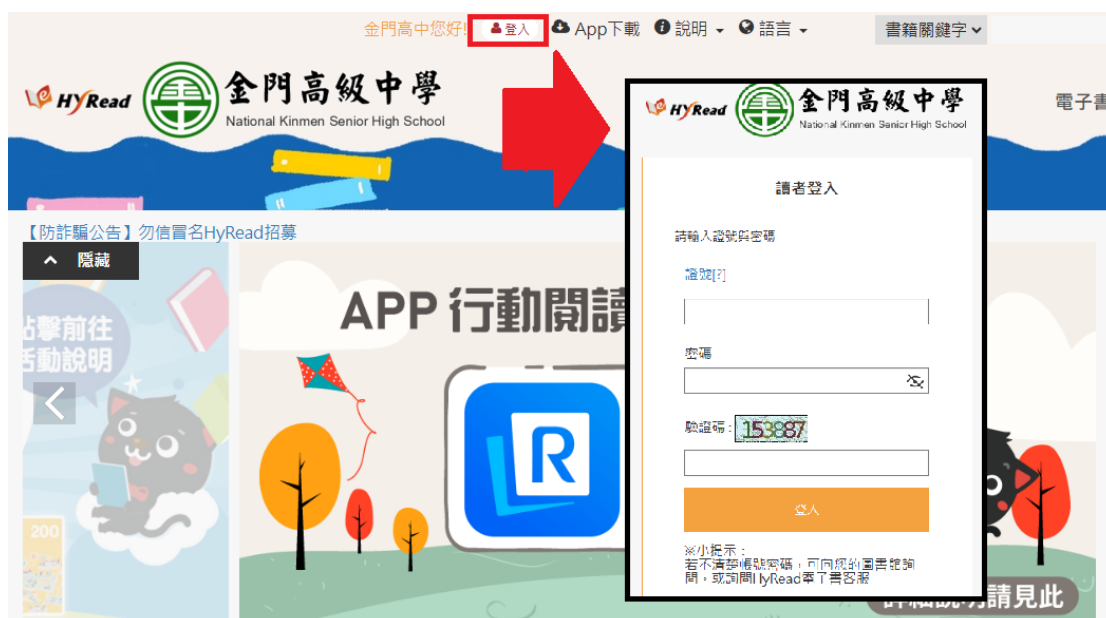 金門高中您好! 登入 App下載 說明 語言 書籍關鍵字
HyRead 金門高級中學
National Kinmen Senior High School
電子書
【防詐騙公告】勿信冒名HyRead招募
隱藏
點擊前往
活動說明
200
APP 行動閱讀
R
詳細說明請見此
HyRead 金門高級中學
National Kinmen Senior High School
讀者登入
請輸入證號與密碼
證號[?]
密碼
驗證碼：153887
登入
※小提示：
若不清楚帳號密碼，可向您的圖書館詢
問，或詢問HyRead電子書客服